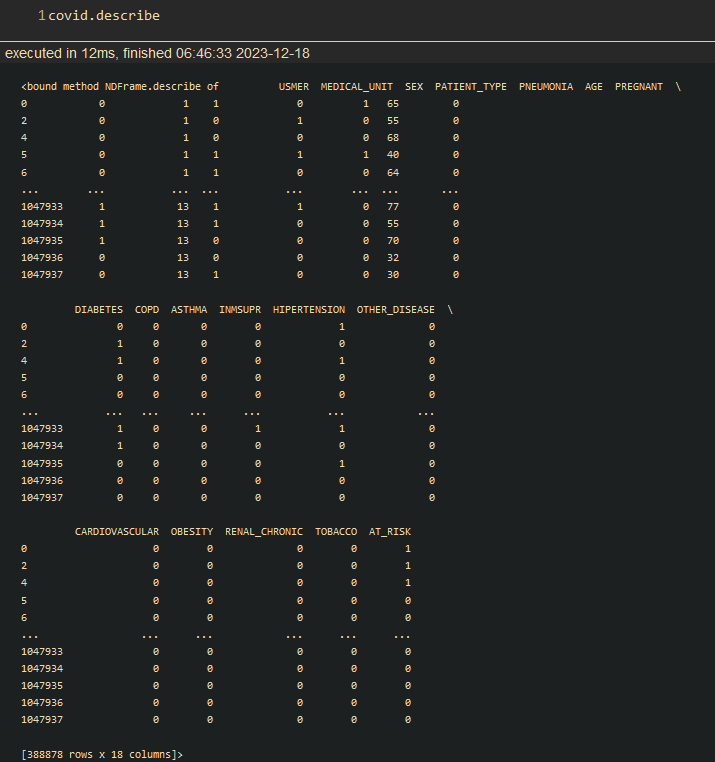 1 covid.describe
executed in 12ms, finished 06:46:33 2023-12-18
<bound method NDFrame.describe of         USMER  MEDICAL_UNIT  SEX  PATIENT_TYPE  PNEUMONIA  AGE  PREGNANT  \
0            0             1    1             0          1   65         0
2            0             1    0             1          0   55         0
4            0             1    0             0          0   68         0
5            0             1    1             1          1   40         0
6            0             1    1             0          0   64         0
...        ...           ...  ...           ...        ...  ...       ...
1047933      1            13    1             1          0   77         0
1047934      1            13    1             0          0   55         0
1047935      1            13    0             0          0   70         0
1047936      0            13    0             0          0   32         0
1047937      0            13    1             0          0   30         0
         DIABETES  COPD  ASTHMA  INMSUPR  HIPERTENSION  OTHER_DISEASE  \
0               0     0       0        0             1              0
2               1     0       0        0             0              0
4               1     0       0        0             1              0
5               0     0       0        0             0              0
6               0     0       0        0             0              0
...           ...   ...     ...      ...           ...            ...
1047933         1     0       0        1             1              0
1047934         1     0       0        0             0              0
1047935         0     0       0        0             1              0
1047936         0     0       0        0             0              0
1047937         0     0       0        0             0              0
         CARDIOVASCULAR  OBESITY  RENAL_CHRONIC  TOBACCO  AT_RISK
0                     0        0              0        0        1
2                     0        0              0        0        1
4                     0        0              0        0        1
5                     0        0              0        0        0
6                     0        0              0        0        0
...                 ...      ...            ...      ...      ...
1047933               0        0              0        0        0
1047934               0        0              0        0        0
1047935               0        0              0        0        0
1047936               0        0              0        0        0
1047937               0        0              0        0        0
[388878 rows x 18 columns]>